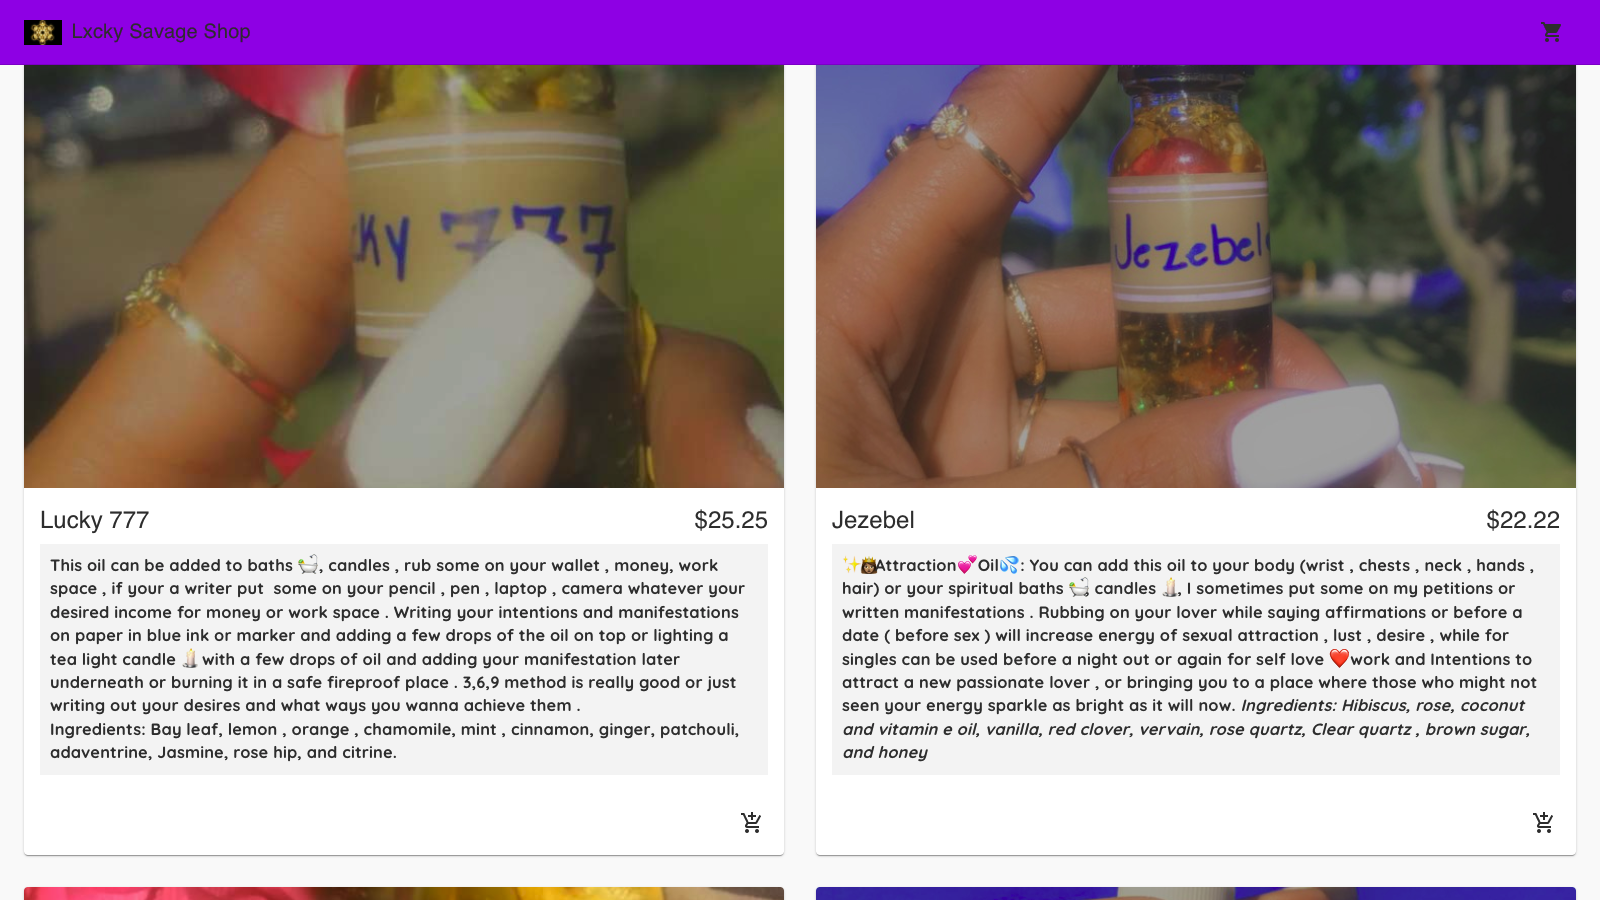 Lxcky Savage Shop
cky 777
Jezebel
Lucky 777
$25.25
This oil can be added to baths 🛀, candles , rub some on your wallet , money, work
space , if your a writer put  some on your pencil , pen , laptop , camera whatever your
desired income for money or work space . Writing your intentions and manifestations
on paper in blue ink or marker and adding a few drops of the oil on top or lighting a
tea light candle 🕯️with a few drops of oil and adding your manifestation later
underneath or burning it in a safe fireproof place . 3,6,9 method is really good or just
writing out your desires and what ways you wanna achieve them .
Ingredients: Bay leaf, lemon , orange , chamomile, mint , cinnamon, ginger, patchouli,
adaventrine, Jasmine, rose hip, and citrine.
Jezebel
$22.22
✨👸🏾Attraction💕Oil💦: You can add this oil to your body (wrist , chests , neck , hands ,
hair) or your spiritual baths 🛀 candles 🕯️, I sometimes put some on my petitions or
written manifestations . Rubbing on your lover while saying affirmations or before a
date ( before sex ) will increase energy of sexual attraction , lust , desire , while for
singles can be used before a night out or again for self love ❤️work and Intentions to
attract a new passionate lover , or bringing you to a place where those who might not
seen your energy sparkle as bright as it will now. Ingredients: Hibiscus, rose, coconut
and vitamin e oil, vanilla, red clover, vervain, rose quartz, Clear quartz , brown sugar,
and honey